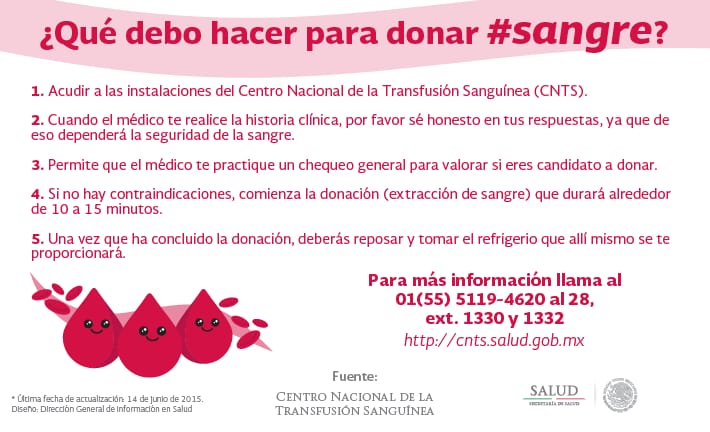 ¿Qué debo hacer para donar #sangre?
1. Acudir a las instalaciones del Centro Nacional de la Transfusión Sanguínea (CNTS).
2. Cuando el médico te realice la historia clínica, por favor sé honesto en tus respuestas, ya que de
eso dependerá la seguridad de la sangre.
3. Permite que el médico te practique un chequeo general para valorar si eres candidato a donar.
4. Si no hay contraindicaciones, comienza la donación (extracción de sangre) que durará alrededor
de 10 a 15 minutos.
5. Una vez que ha concluido la donación, deberás reposar y tomar el refrigerio que allí mismo se te
proporcionará.
Para más información llama al
01(55) 5119-4620 al 28,
ext. 1330 y 1332
http://cnts.salud.gob.mx
Fuente:
CENTRO NACIONAL DE LA
TRANSFUSIÓN SANGUÍNEA
SALUD
SECRETARÍA DE SALUD
* Última fecha de actualización: 14 de junio de 2015.
Diseño: Dirección General de Información en Salud